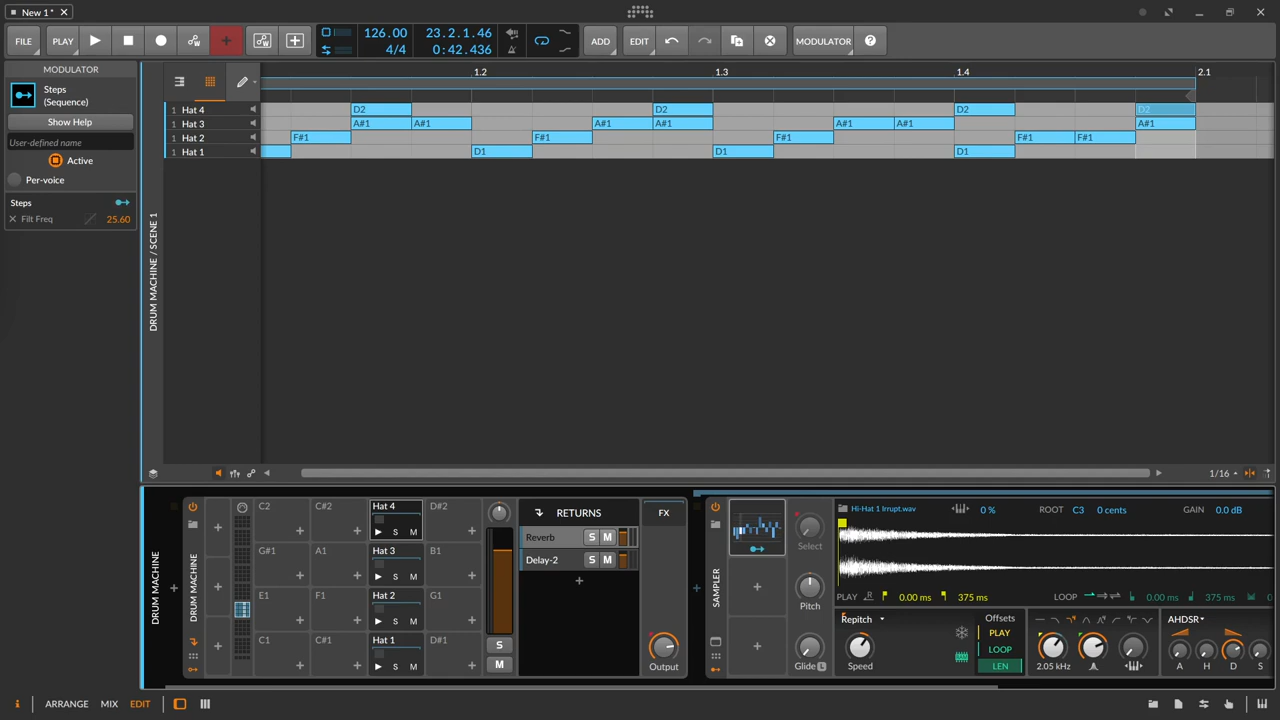 New 1 *
FILE
PLAY
126.00
4/4
23.2.1.46
0:42.436
ADD
EDIT
MODULATOR
MODULATOR
Steps
(Sequence)
Show Help
User-defined name
Active
Per-voice
Steps
Filt Freq 25.60
1.2 1.3 1.4 2.1
1 Hat 4 D2 D2 D2 D2
1 Hat 3 A#1 A#1 A#1 A#1 A#1 A#1 A#1
1 Hat 2 F#1 F#1 F#1 F#1 F#1
1 Hat 1 D1 D1 D1
DRUM MACHINE / SCENE 1
1/16
DRUM MACHINE
DRUM MACHINE
C2 C#2 Hat 4 D#2
S M
G#1 A1 Hat 3 B1
S M
E1 F1 Hat 2 G1
S M
C1 C#1 Hat 1 D#1
S M
S
M
RETURNS
Reverb S M
Delay-2 S M
FX
Output
SAMPLER
Select
Pitch
Glide L
Hi-Hat 1 Irrupt.wav 0 % ROOT C3 0 cents GAIN 0.0 dB
PLAY R 0.00 ms 375 ms LOOP 0.00 ms 375 ms 0
Repitch
Speed
Offsets
PLAY
LOOP
LEN
2.05 kHz
AHDSR
A H D S
ARRANGE MIX EDIT